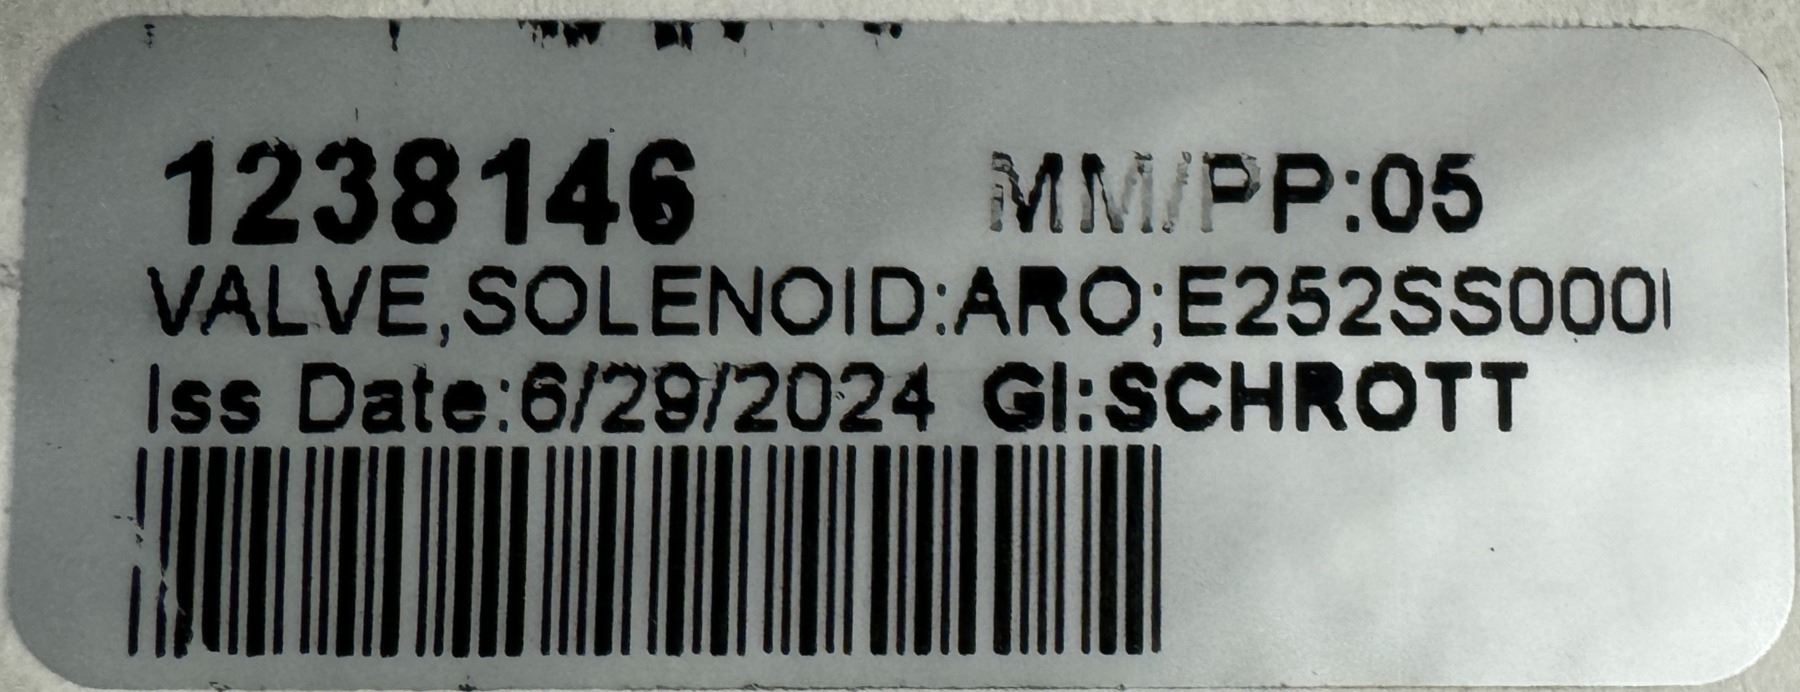 1238146 MM/PP:05
VALVE,SOLENOID:ARO;E252SS000
Iss Date:6/29/2024 GI:SCHROTT